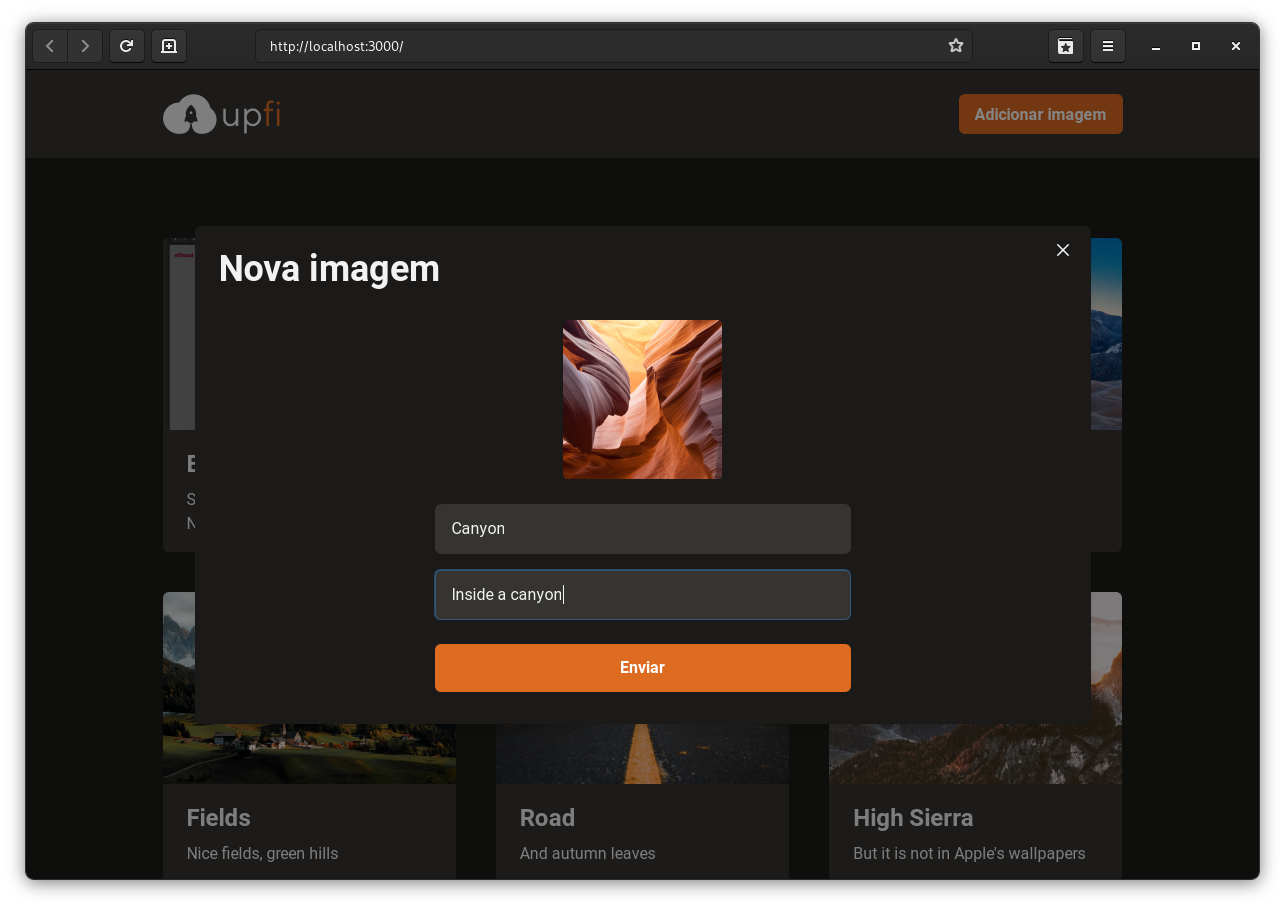 http://localhost:3000/
upfi
Adicionar imagem
Nova imagem
Canyon
Inside a canyon
Enviar
Fields
Nice fields, green hills
Road
And autumn leaves
High Sierra
But it is not in Apple's wallpapers